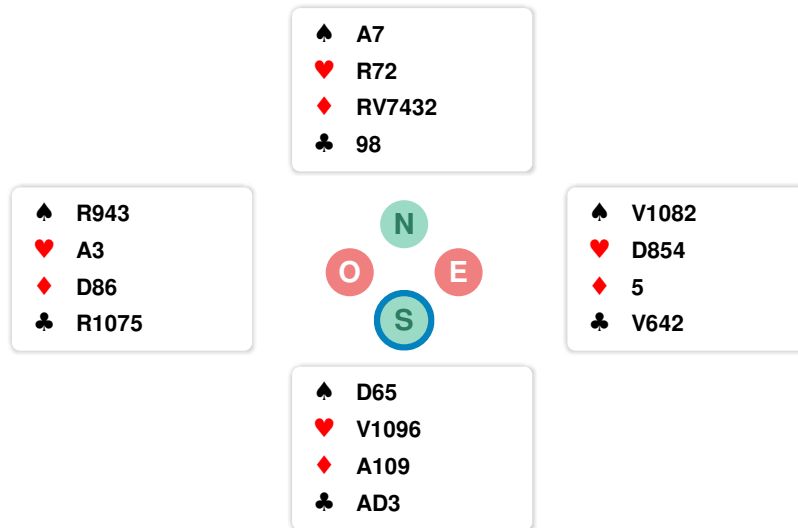 ♠ A7
♥ R72
♦ RV7432
♣ 98
♠ R943
♥ A3
♦ D86
♣ R1075
N
O E
S
♠ V1082
♥ D854
♦ 5
♣ V642
♠ D65
♥ V1096
♦ A109
♣ AD3